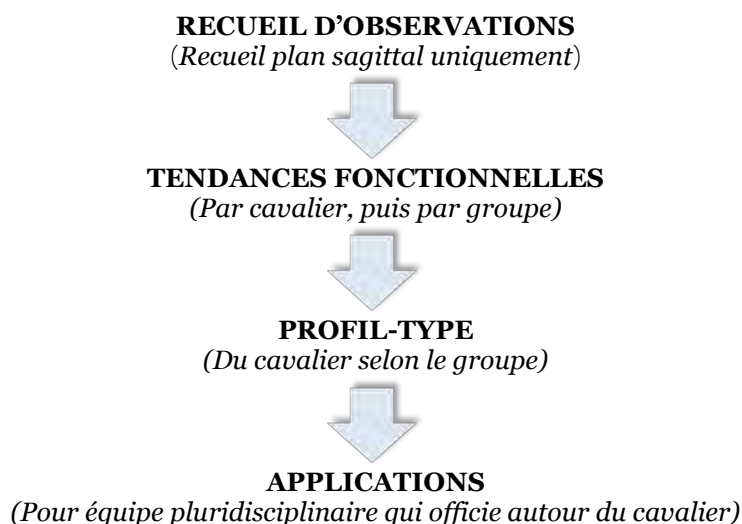 RECUEIL D’OBSERVATIONS
(Recueil plan sagittal uniquement)
TENDANCES FONCTIONNELLES
(Par cavalier, puis par groupe)
PROFIL-TYPE
(Du cavalier selon le groupe)
APPLICATIONS
(Pour équipe pluridisciplinaire qui officie autour du cavalier)